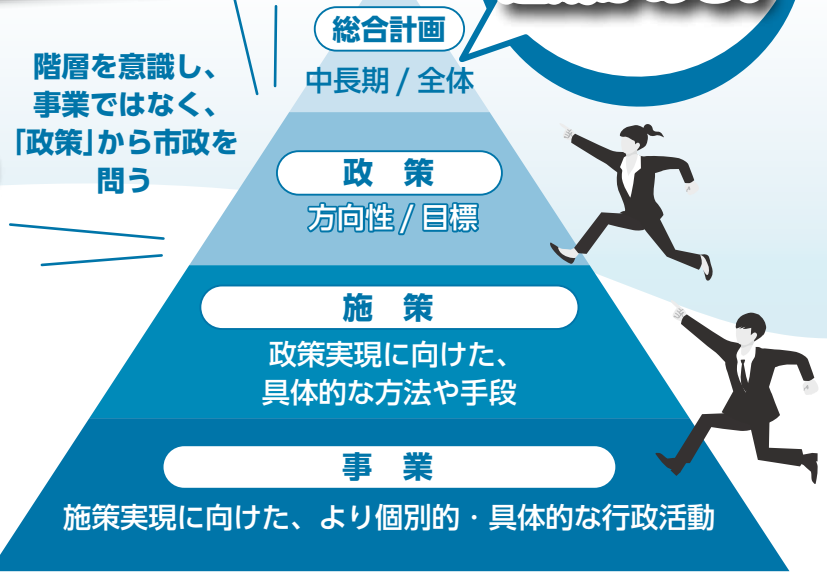 総合計画
中長期 / 全体
階層を意識し、
事業ではなく、
「政策」から市政を
問う
政 策
方向性 / 目標
施 策
政策実現に向けた、
具体的な方法や手段
事 業
施策実現に向けた、より個別的・具体的な行政活動